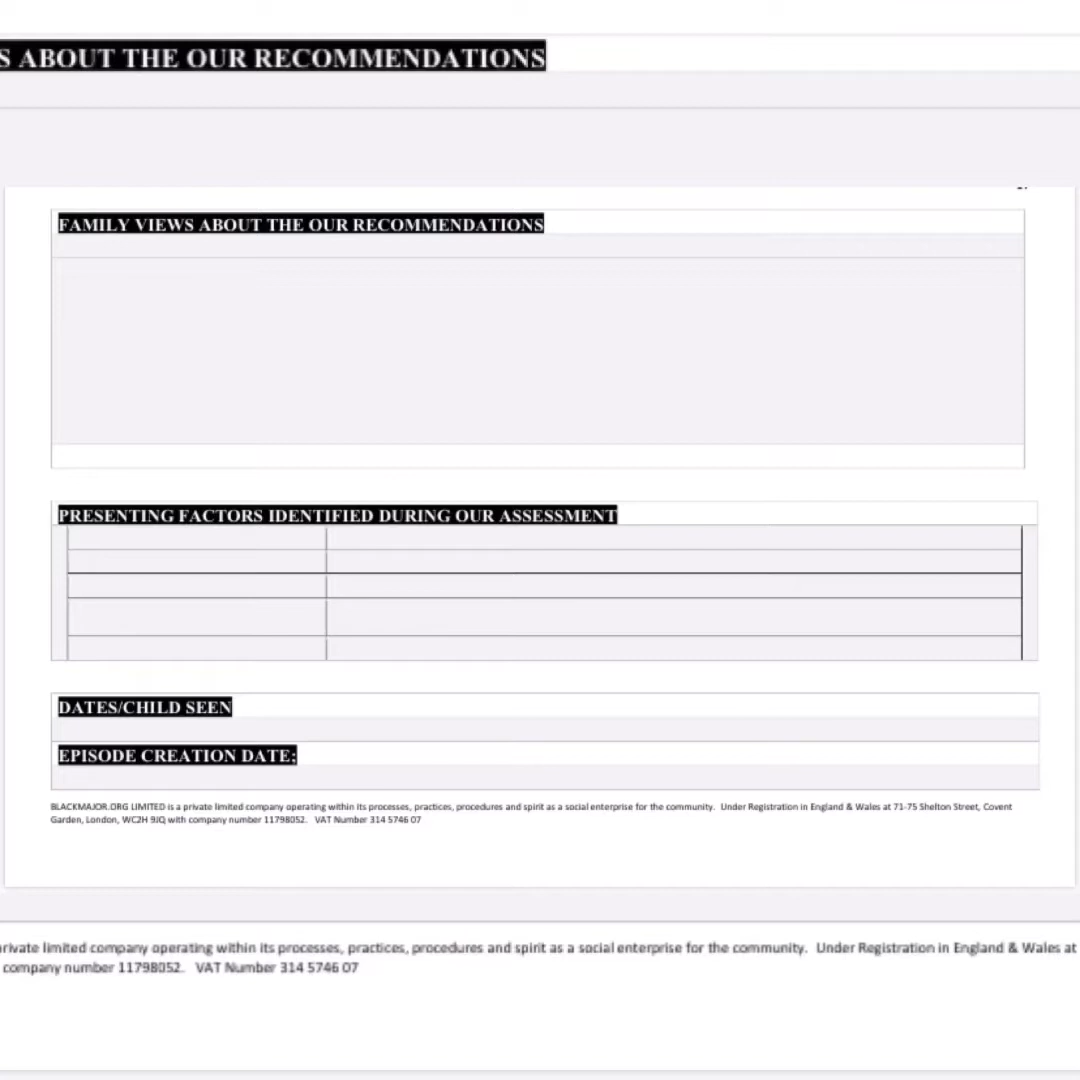 S ABOUT THE OUR RECOMMENDATIONS
FAMILY VIEWS ABOUT THE OUR RECOMMENDATIONS
PRESENTING FACTORS IDENTIFIED DURING OUR ASSESSMENT
DATES/CHILD SEEN
EPISODE CREATION DATE:
BLACKMAJOR.ORG LIMITED is a private limited company operating within its processes, practices, procedures and spirit as a social enterprise for the community. Under Registration in England & Wales at 71-75 Shelton Street, Covent
Garden, London, WC2H 9JQ with company number 11798052. VAT Number 314 5746 07
rivate limited company operating within its processes, practices, procedures and spirit as a social enterprise for the community. Under Registration in England & Wales at
company number 11798052. VAT Number 314 5746 07